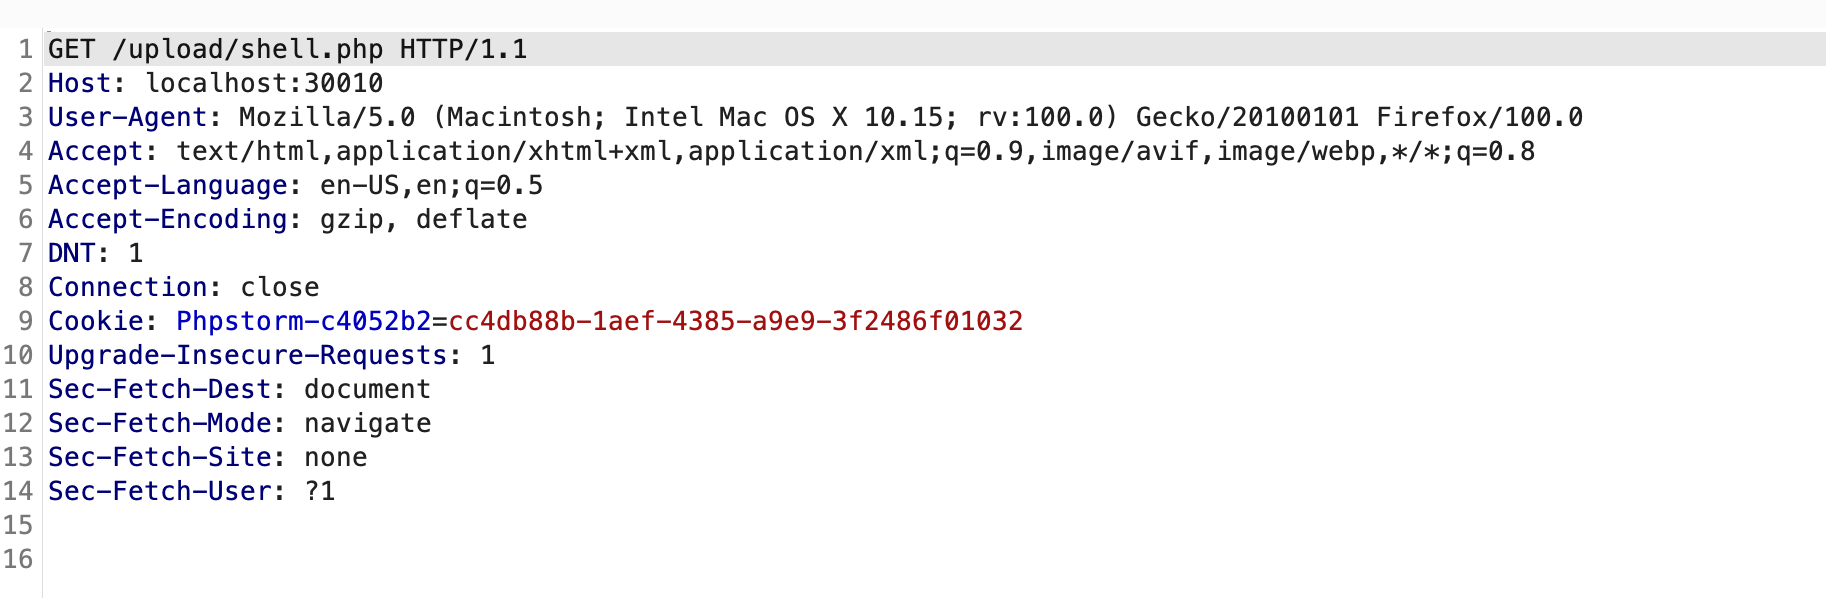 1 GET /upload/shell.php HTTP/1.1
2 Host: localhost:30010
3 User-Agent: Mozilla/5.0 (Macintosh; Intel Mac OS X 10.15; rv:100.0) Gecko/20100101 Firefox/100.0
4 Accept: text/html,application/xhtml+xml,application/xml;q=0.9,image/avif,image/webp,*/*;q=0.8
5 Accept-Language: en-US,en;q=0.5
6 Accept-Encoding: gzip, deflate
7 DNT: 1
8 Connection: close
9 Cookie: Phpstorm-c4052b2=cc4db88b-1aef-4385-a9e9-3f2486f01032
10 Upgrade-Insecure-Requests: 1
11 Sec-Fetch-Dest: document
12 Sec-Fetch-Mode: navigate
13 Sec-Fetch-Site: none
14 Sec-Fetch-User: ?1
15
16